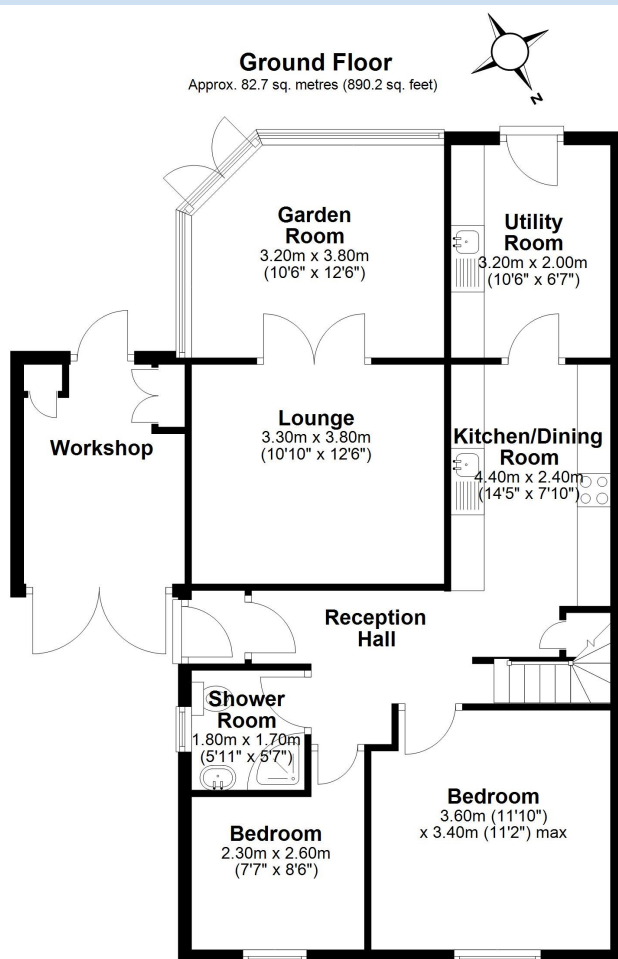 Ground Floor
Approx. 82.7 sq. metres (890.2 sq. feet)
N
Garden
Room
3.20m x 3.80m
(10'6" x 12'6")
Utility
Room
3.20m x 2.00m
(10'6" x 6'7")
Workshop
Lounge
3.30m x 3.80m
(10'10" x 12'6")
Kitchen/Dining
Room
4.40m x 2.40m
(14'5" x 7'10")
Reception
Hall
Shower
Room
1.80m x 1.70m
(5'11" x 5'7")
Bedroom
2.30m x 2.60m
(7'7" x 8'6")
Bedroom
3.60m (11'10")
x 3.40m (11'2") max